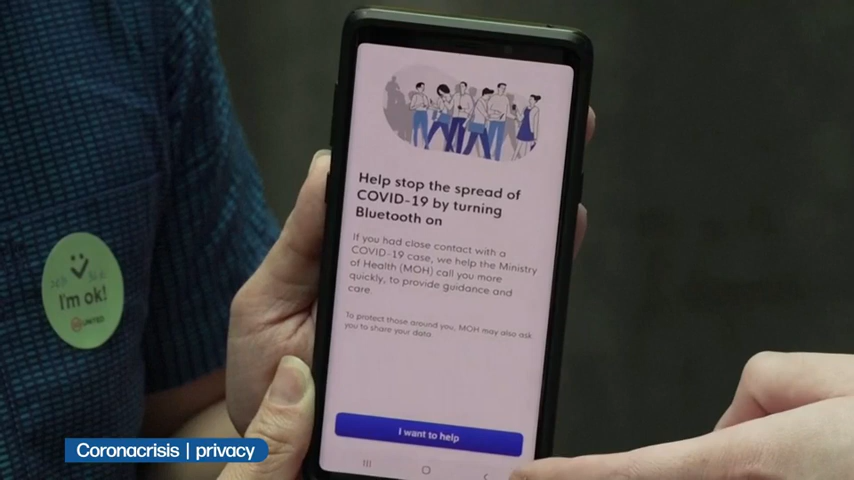 Help stop the spread of
COVID-19 by turning
Bluetooth on
If you had close contact with a
COVID-19 case, we help the Ministry
of Health (MOH) call you more
quickly, to provide guidance and
care.
To protect those around you, MOH may also ask
you to share your data
I want to help
I'm ok!
UNITED
Coronacrisis | privacy